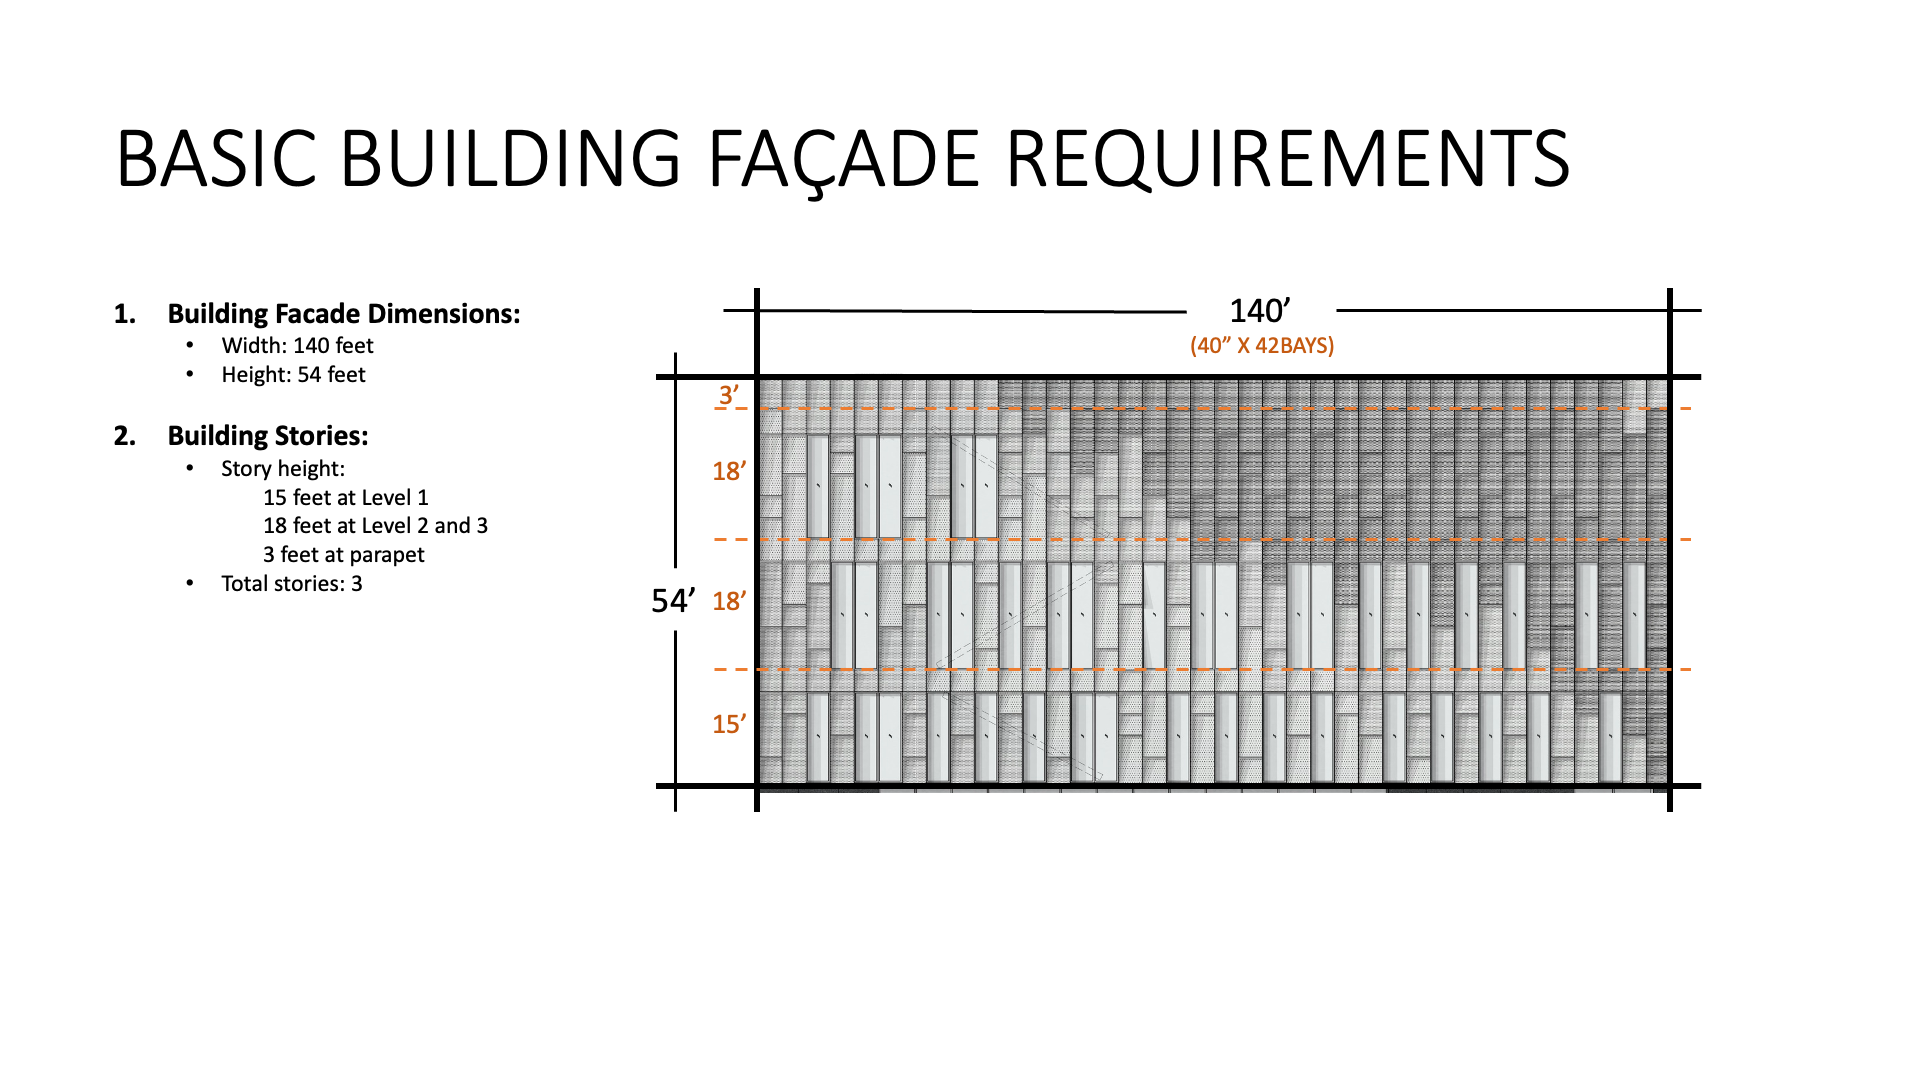 BASIC BUILDING FAÇADE REQUIREMENTS
1. Building Facade Dimensions:
• Width: 140 feet
• Height: 54 feet
2. Building Stories:
• Story height:
15 feet at Level 1
18 feet at Level 2 and 3
3 feet at parapet
• Total stories: 3
140’
(40” X 42BAYS)
3’
18’
54’
18’
15’